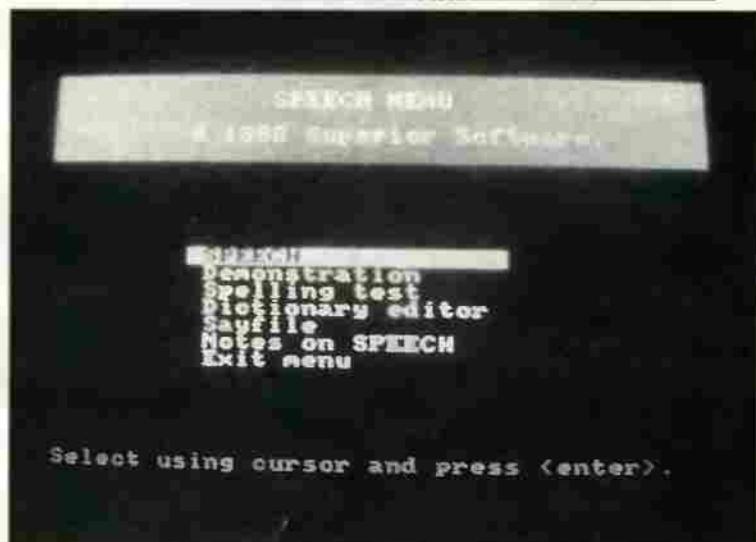 SPEECH MENU
Superior Software.
SPEECH
Demonstration
Spelling test
Dictionary editor
Sayfile
Notes on SPEECH
Exit menu
Select using cursor and press <enter>.